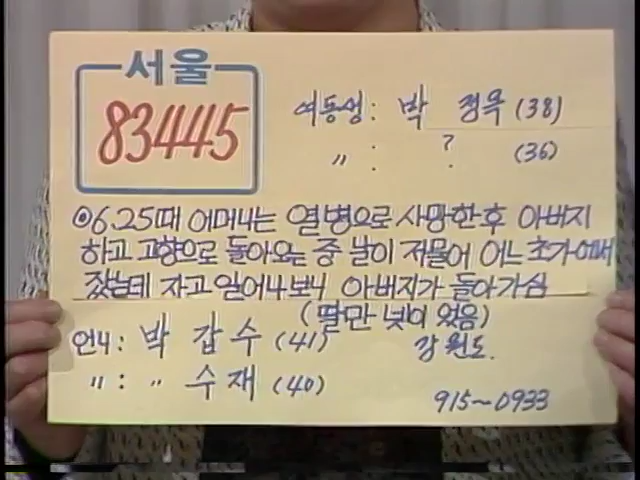 서울
83445
여동생: 박 정옥 (38)
〃 : ? (36)
◎6.25때 어머니는 열병으로 사망한후 아버지
하고 고향으로 돌아오는 중 날이 저물어 어느 초가에서
잤는데 자고 일어나보니 아버지가 돌아가심
(딸만 넷이 있음)
언니: 박 갑수 (41) 강원도.
〃: 〃 수재 (40)
915~0933